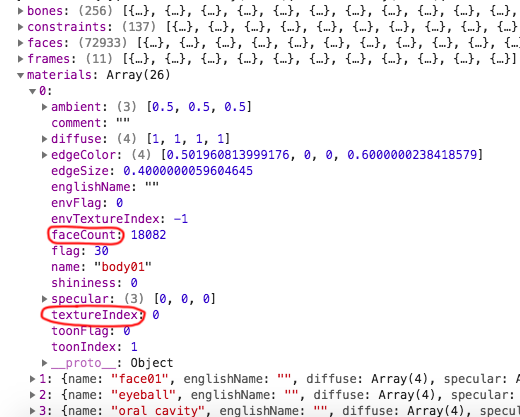 bones: (256) [{…}, {…}, {…}, {…}, {…}, {…}, {…}, {…}, {…},
constraints: (137) [{…}, {…}, {…}, {…}, {…}, {…}, {…}, {…},
faces: (72933) [{…}, {…}, {…}, {…}, {…}, {…}, {…}, {…}, {…},
frames: (11) [{…}, {…}, {…}, {…}, {…}, {…}, {…}, {…}, {…}]
materials: Array(26)
0:
ambient: (3) [0.5, 0.5, 0.5]
comment: ""
diffuse: (4) [1, 1, 1, 1]
edgeColor: (4) [0.501960813999176, 0, 0, 0.6000000238418579]
edgeSize: 0.4000000059604645
englishName: ""
envFlag: 0
envTextureIndex: -1
faceCount: 18082
flag: 30
name: "body01"
shininess: 0
specular: (3) [0, 0, 0]
textureIndex: 0
toonFlag: 0
toonIndex: 1
__proto__: Object
1: {name: "face01", englishName: "", diffuse: Array(4), specular: A
2: {name: "eyeball", englishName: "", diffuse: Array(4), specular:
3: {name: "oral cavity", englishName: "", diffuse: Array(4), specul